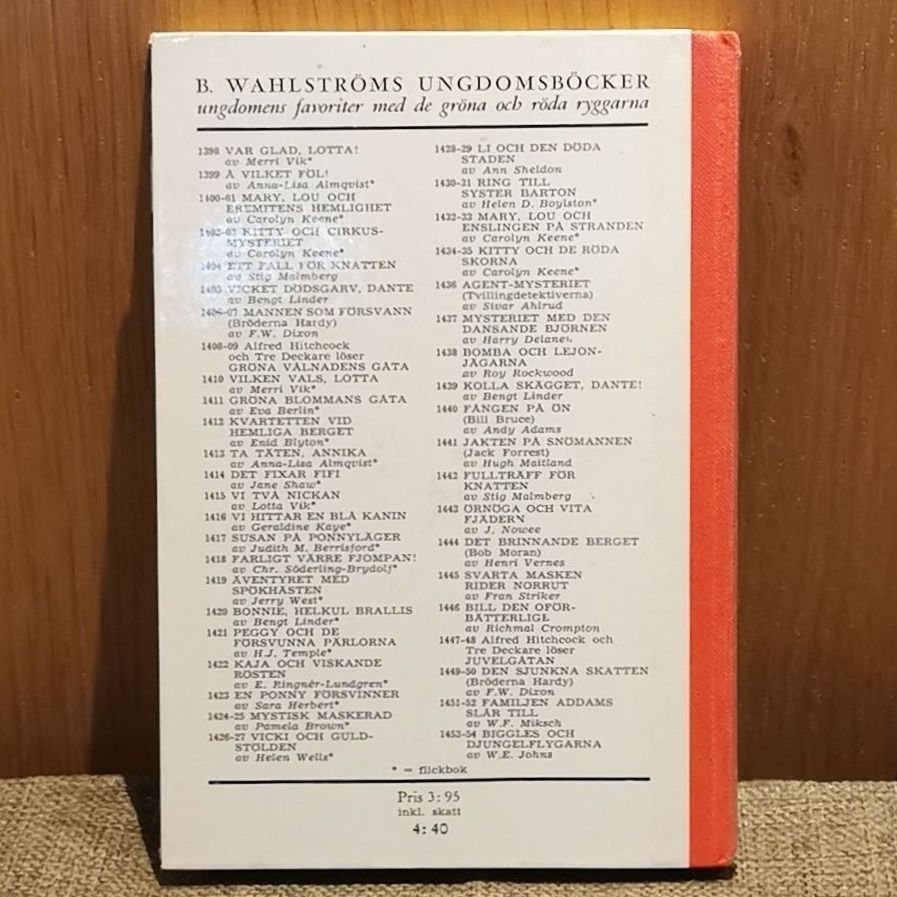 B. WAHLSTRÖMS UNGDOMSBÖCKER
ungdomens favoriter med de gröna och röda ryggarna
1398 VAR GLAD, LOTTA!
av Merri Vik*
1399 Å VILKET FÖL!
av Anna-Lisa Almqvist*
1400-01 MARY, LOU OCH
EREMITENS HEMLIGHET
av Carolyn Keene*
1402-03 KITTY OCH CIRKUS-
MYSTERIET
av Carolyn Keene*
1404 ETT FALL FÖR KNATTEN
av Stig Malmberg
1405 VICKET DÖDSGARV, DANTE
av Bengt Linder
1406-07 MANNEN SOM FÖRSVANN
(Bröderna Hardy)
av F.W. Dixon
1408-09 Alfred Hitchcock
och Tre Deckare löser
GRÖNA VÅLNADENS GÅTA
1410 VILKEN VALS, LOTTA
av Merri Vik*
1411 GRÖNA BLOMMANS GÅTA
av Eva Berlin*
1412 KVARTETTEN VID
HEMLIGA BERGET
av Enid Blyton*
1413 TA TÄTEN, ANNIKA
av Anna-Lisa Almqvist*
1414 DET FIXAR FIFI
av Jane Shaw*
1415 VI TVÅ NICKAN
av Lotta Vik*
1416 VI HITTAR EN BLÅ KANIN
av Geraldine Kaye*
1417 SUSAN PÅ PONNYLÄGER
av Judith M. Berrisford*
1418 FARLIGT VÄRRE FJOMPAN!
av Chr. Söderling-Brydolf*
1419 ÄVENTYRET MED
SPÖKHÄSTEN
av Jerry West*
1420 BONNIE, HELKUL BRALLIS
av Bengt Linder*
1421 PEGGY OCH DE
FÖRSVUNNA PÄRLORNA
av H.J. Temple*
1422 KAJA OCH VISKANDE
RÖSTEN
av E. Ringnér-Lundgren*
1423 EN PONNY FÖRSVINNER
av Sara Herbert*
1424-25 MYSTISK MASKERAD
av Pamela Brown*
1426-27 VICKI OCH GULD-
STÖLDEN
av Helen Wells*
1428-29 LI OCH DEN DÖDA
STADEN
av Ann Sheldon
1430-31 RING TILL
SYSTER BARTON
av Helen D. Boylston*
1432-33 MARY, LOU OCH
ENSLINGEN PÅ STRANDEN
av Carolyn Keene*
1434-35 KITTY OCH DE RÖDA
SKORNA
av Carolyn Keene*
1436 AGENT-MYSTERIET
(Tvillingdetektiverna)
av Sivar Ahlrud
1437 MYSTERIET MED DEN
DANSANDE BJÖRNEN
av Harry Delaney
1438 BOMBA OCH LEJON-
JÄGARNA
av Roy Rockwood
1439 KOLLA SKÄGGET, DANTE!
av Bengt Linder
1440 FÅNGEN PÅ ÖN
(Bill Bruce)
av Andy Adams
1441 JAKTEN PÅ SNÖMANNEN
(Jack Forrest)
av Hugh Maitland
1442 FULLTRÄFF FÖR
KNATTEN
av Stig Malmberg
1443 ÖRNÖGA OCH VITA
FJÄDERN
av J. Nowee
1444 DET BRINNANDE BERGET
(Bob Moran)
av Henri Vernes
1445 SVARTA MASKEN
RIDER NORRUT
av Fran Striker
1446 BILL DEN OFÖR-
BÄTTERLIGE
av Richmal Crompton
1447-48 Alfred Hitchcock och
Tre Deckare löser
JUVELGÅTAN
1449-50 DEN SJUNKNA SKATTEN
(Bröderna Hardy)
av F.W. Dixon
1451-52 FAMILJEN ADDAMS
SLÅR TILL
av W.F. Miksch
1453-54 BIGGLES OCH
DJUNGELFLYGARNA
av W.E. Johns
* = flickbok
Pris 3:95
inkl. skatt
4:40